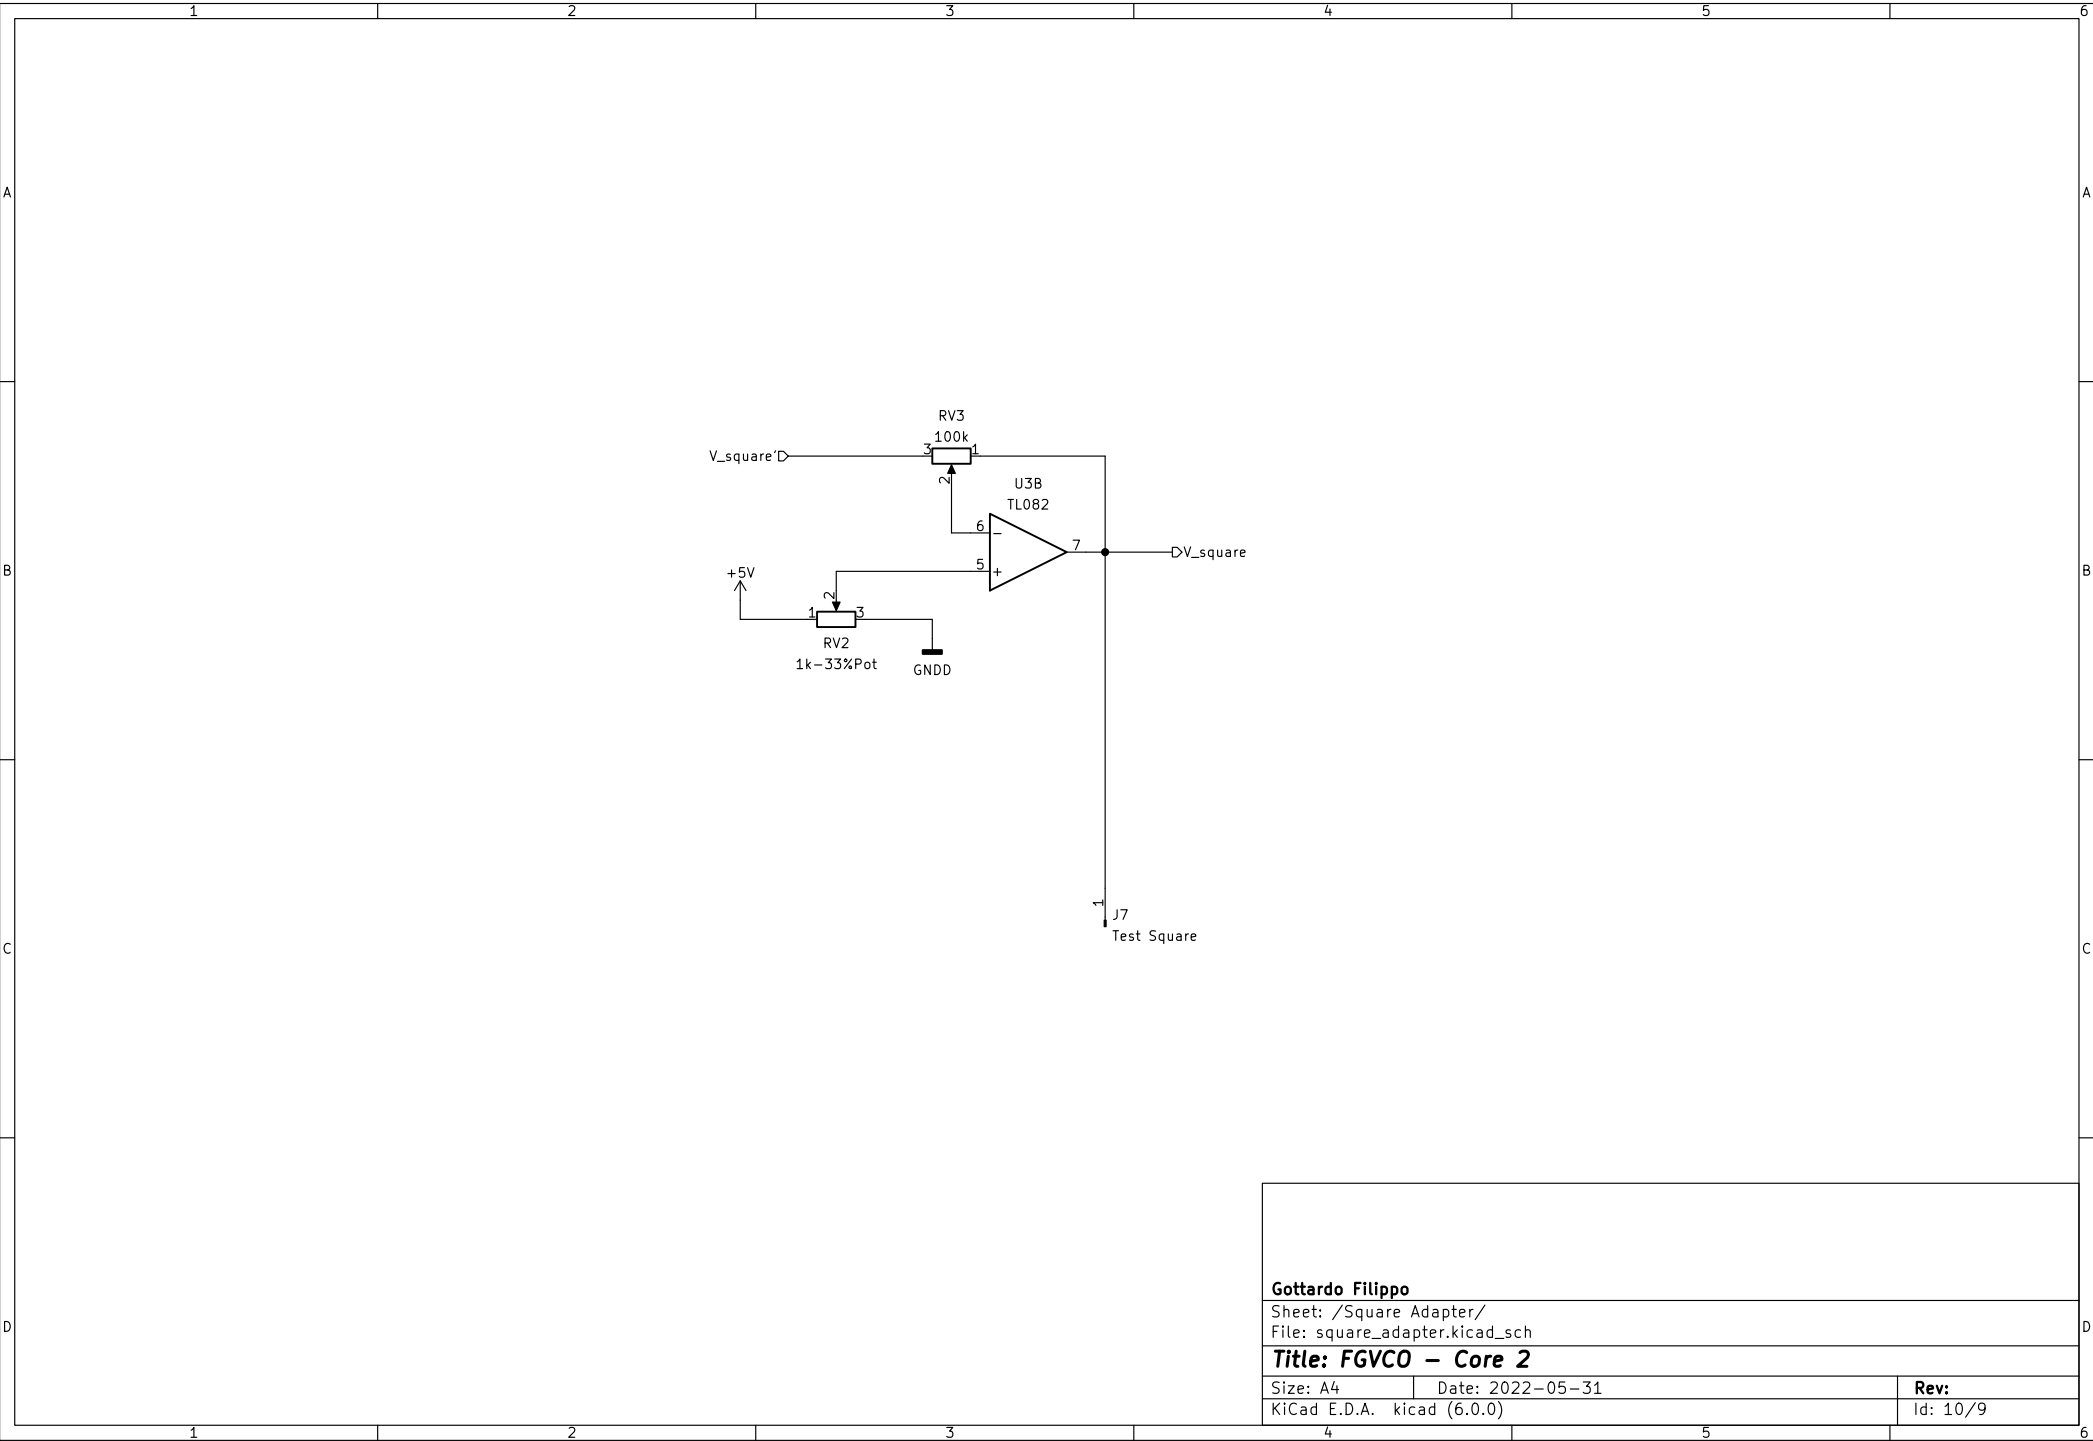 1 2 3 4 5 6
A A
RV3
100k
V_square' 3 1
2
U3B
TL082
6 −
7
V_square
B B
5 +
+5V
2
1 3
RV2
1k−33%Pot
GNDD
1
J7
Test Square
C C
Gottardo Filippo
Sheet: /Square Adapter/
File: square_adapter.kicad_sch
D D
Title: FGVCO − Core 2
Size: A4 Date: 2022−05−31 Rev:
KiCad E.D.A. kicad (6.0.0) Id: 10/9
1 2 3 4 5 6